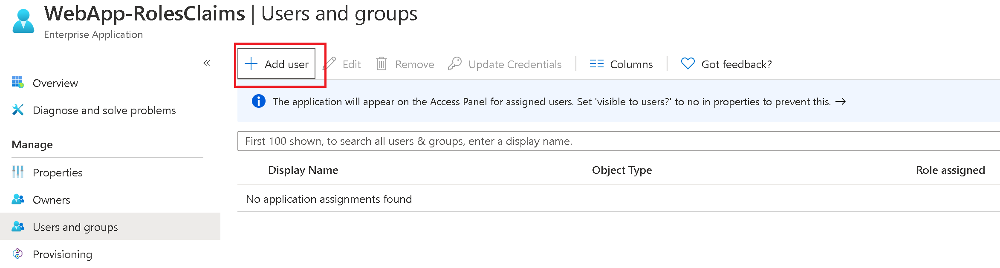 WebApp-RolesClaims | Users and groups
Enterprise Application
Add user Edit Remove Update Credentials Columns Got feedback?
Overview
Diagnose and solve problems
Manage
Properties
Owners
Users and groups
Provisioning
The application will appear on the Access Panel for assigned users. Set 'visible to users?' to no in properties to prevent this. →
First 100 shown, to search all users & groups, enter a display name.
Display Name Object Type Role assigned
No application assignments found